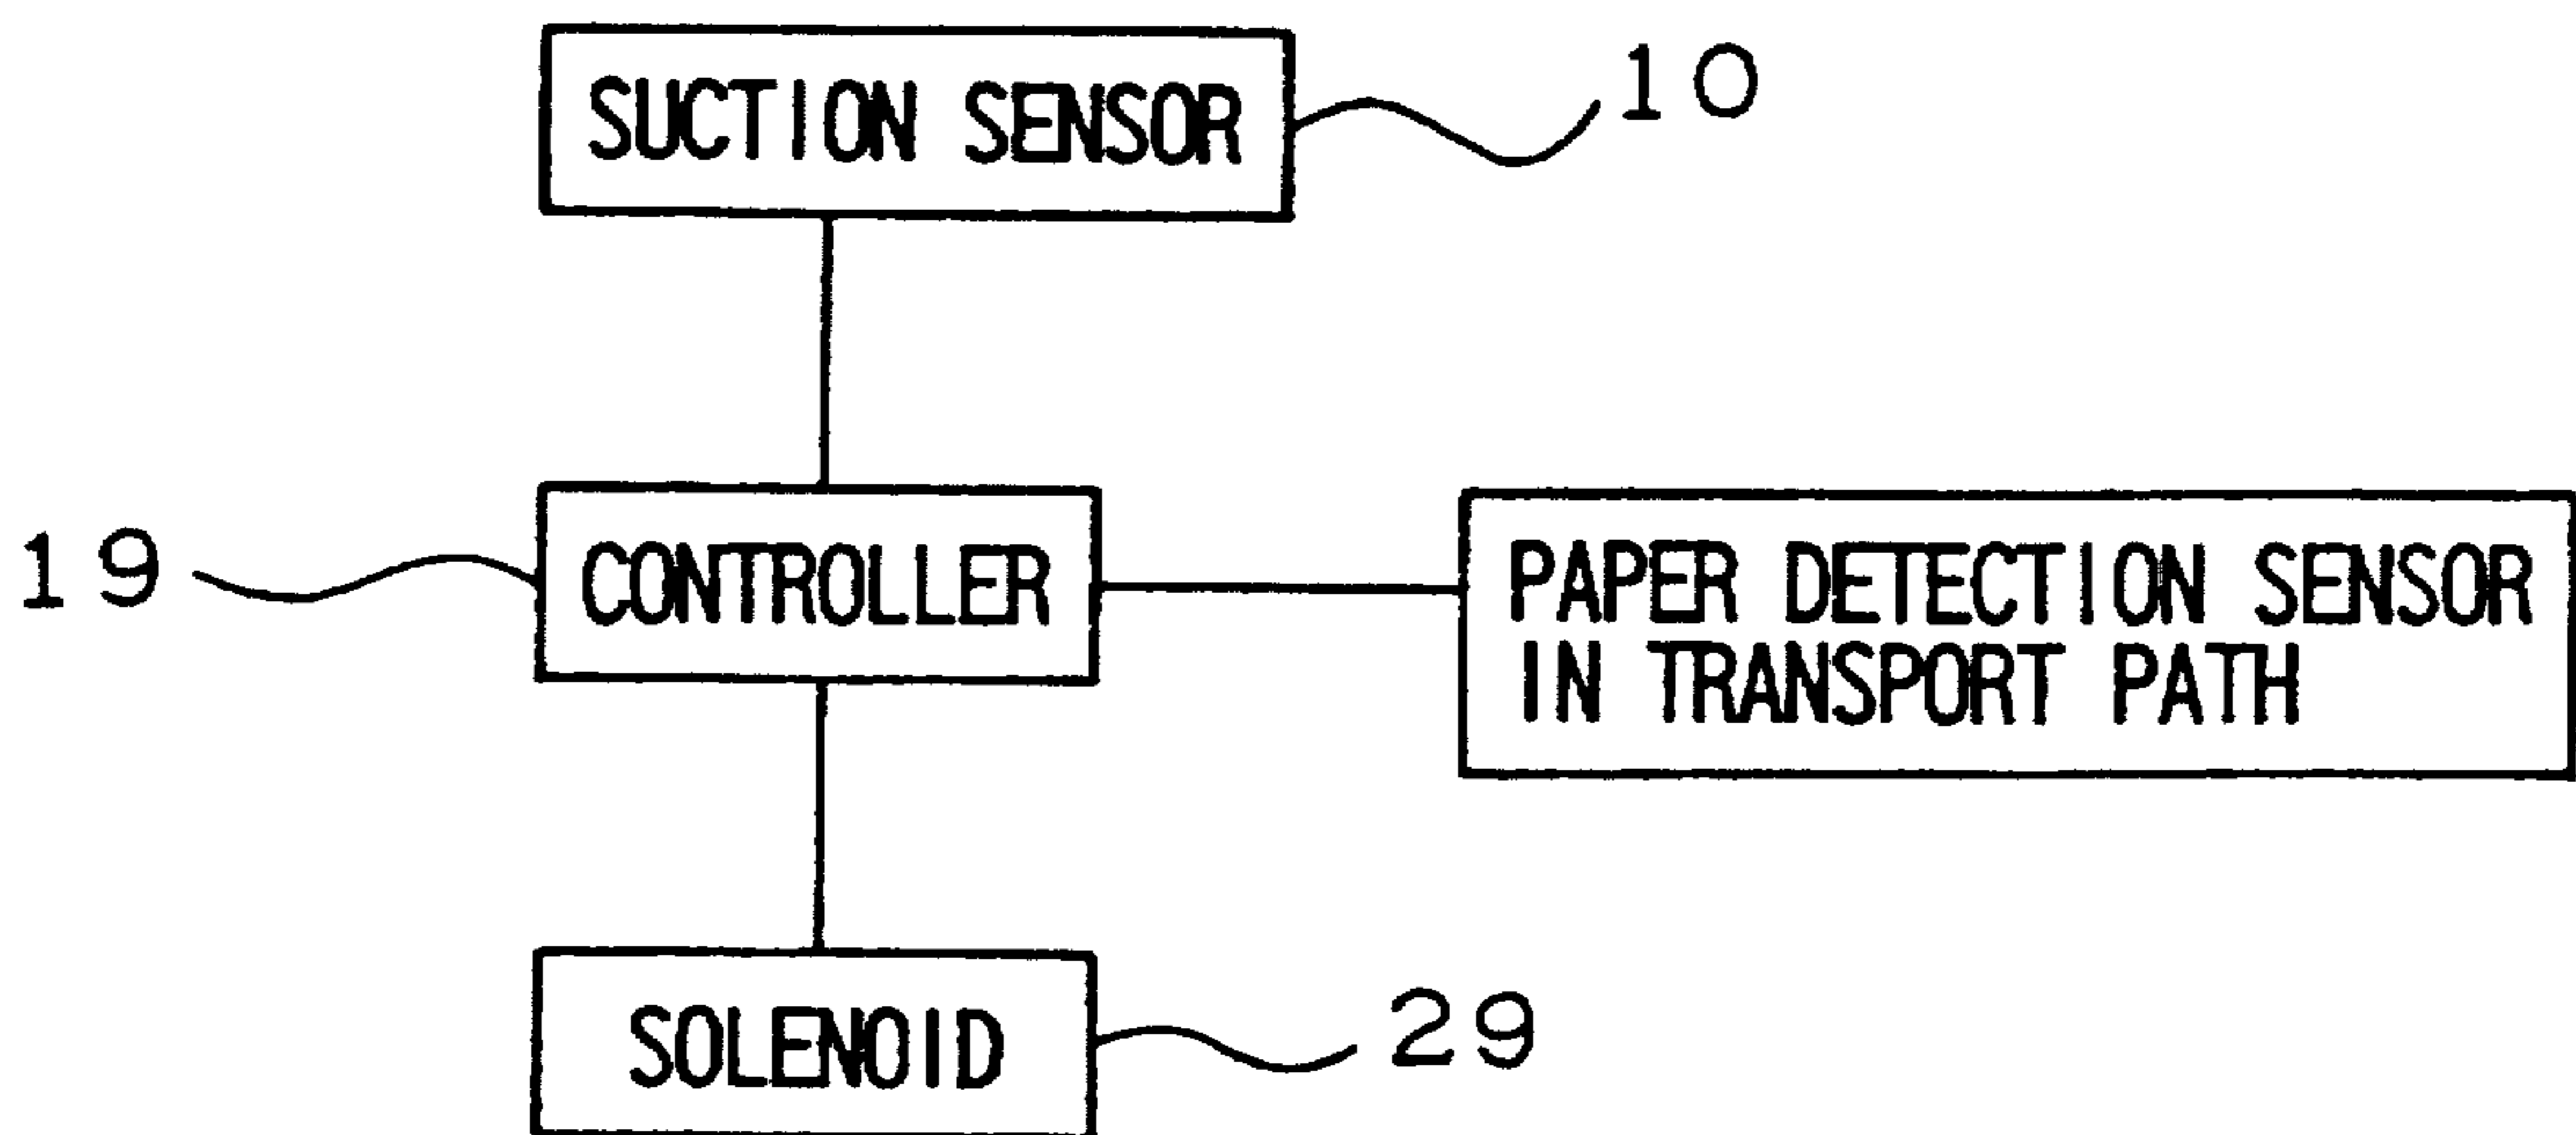 SUCTION SENSOR
10
19
CONTROLLER
PAPER DETECTION SENSOR
IN TRANSPORT PATH
SOLENOID
29